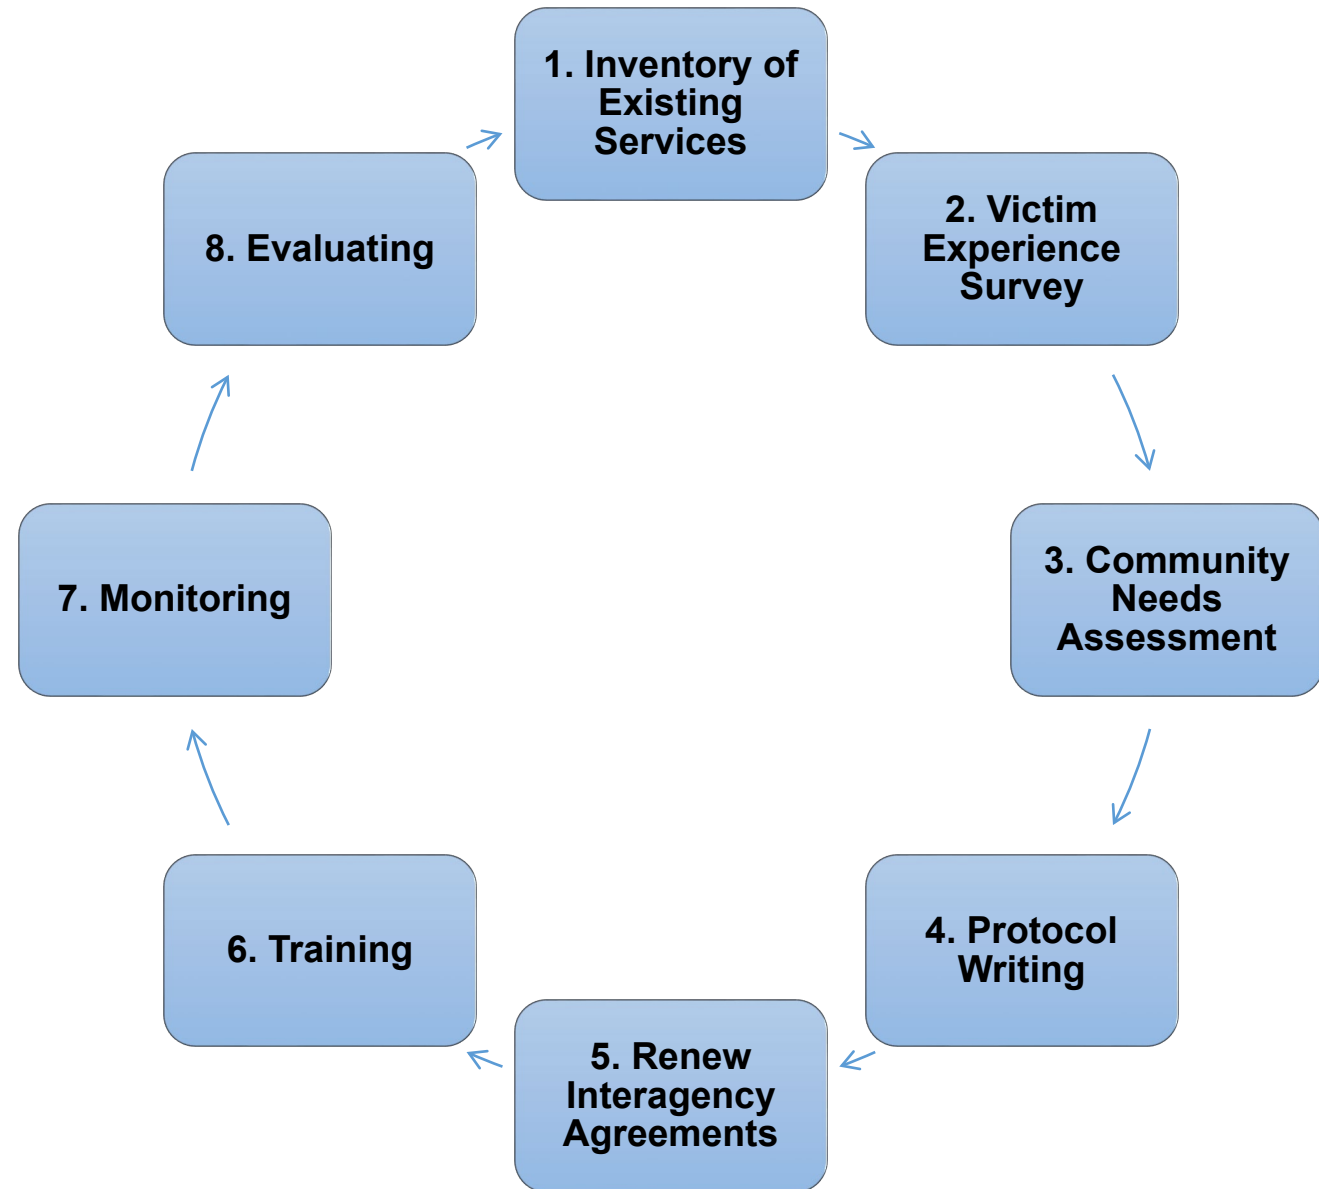 1. Inventory of
Existing
Services
2. Victim
Experience
Survey
3. Community
Needs
Assessment
4. Protocol
Writing
5. Renew
Interagency
Agreements
6. Training
7. Monitoring
8. Evaluating